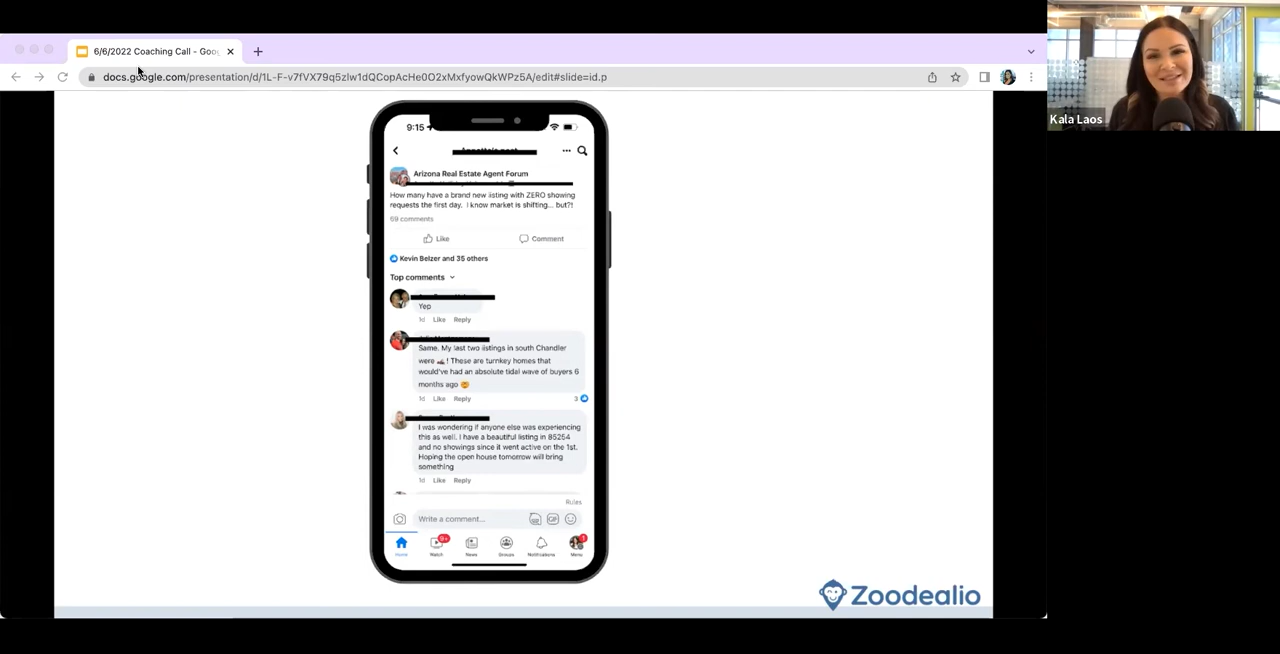 6/6/2022 Coaching Call - Goo
docs.google.com/presentation/d/1L-F-v7fVX79q5zIw1dQCopAcHe0O2xMxfyowQkWPz5A/edit#slide=id.p
Kala Laos
9:15
Arizona Real Estate Agent Forum
How many have a brand new listing with ZERO showing
requests the first day. I know market is shifting... but?!
69 comments
Like
Comment
Kevin Belzer and 35 others
Top comments
Yep
1d Like Reply
Same. My last two listings in south Chandler
were ! These are turnkey homes that
would've had an absolute tidal wave of buyers 6
months ago 🤯
1d Like Reply
3
I was wondering if anyone else was experiencing
this as well. I have a beautiful listing in 85254
and no showings since it went active on the 1st.
Hoping the open house tomorrow will bring
something
1d Like Reply
Rules
Write a comment...
GIF
9+
1
Home Watch News Groups Notifications Menu
Zoodealio